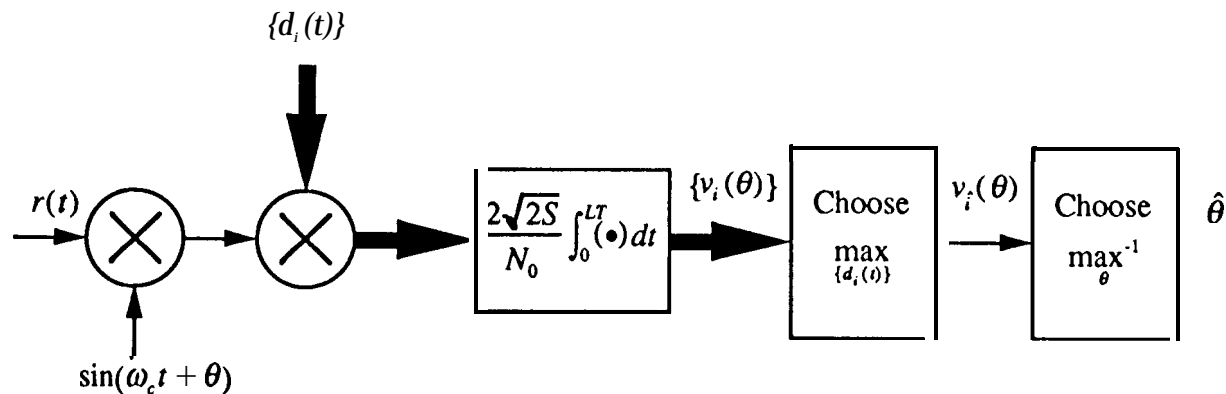 {d_i(t)}
r(t)
sin(ω_c t + θ)
2√2S / N_0 ∫_0^{LT} (•) dt
{v_i(θ)}
Choose
max
{d_i(t)}
v_î(θ)
Choose
max^{-1}
θ
θ̂